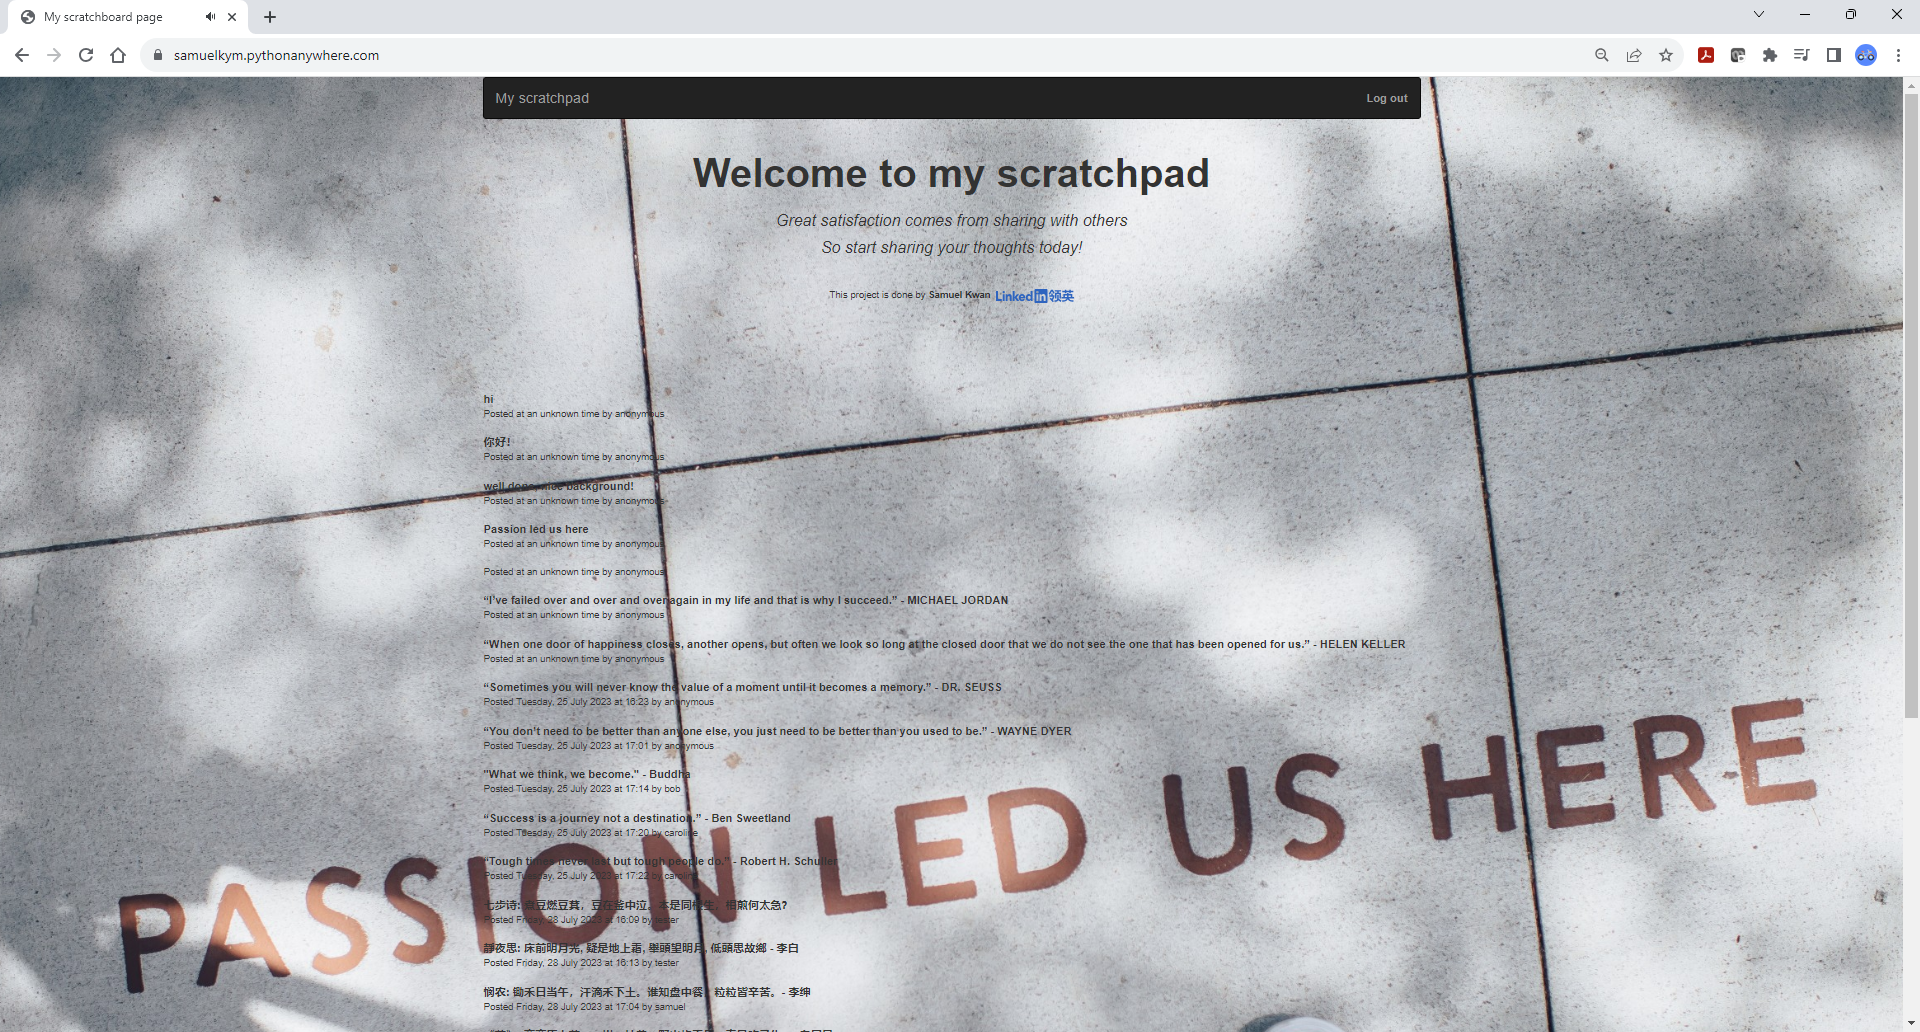 My scratchboard page
samuelkym.pythonanywhere.com
My scratchpad
Log out
Welcome to my scratchpad
Great satisfaction comes from sharing with others
So start sharing your thoughts today!
This project is done by Samuel Kwan LinkedIn领英
hi
Posted at an unknown time by anonymous
你好!
Posted at an unknown time by anonymous
well done, nice background!
Posted at an unknown time by anonymous
Passion led us here
Posted at an unknown time by anonymous
Posted at an unknown time by anonymous
“I’ve failed over and over and over again in my life and that is why I succeed.” - MICHAEL JORDAN
Posted at an unknown time by anonymous
“When one door of happiness closes, another opens, but often we look so long at the closed door that we do not see the one that has been opened for us.” - HELEN KELLER
Posted at an unknown time by anonymous
“Sometimes you will never know the value of a moment until it becomes a memory.” - DR. SEUSS
Posted Tuesday, 25 July 2023 at 16:23 by anonymous
“You don’t need to be better than anyone else, you just need to be better than you used to be.” - WAYNE DYER
Posted Tuesday, 25 July 2023 at 17:01 by anonymous
"What we think, we become." - Buddha
Posted Tuesday, 25 July 2023 at 17:14 by bob
“Success is a journey not a destination.” - Ben Sweetland
Posted Tuesday, 25 July 2023 at 17:20 by caroline
“Tough times never last but tough people do.” - Robert H. Schuller
Posted Tuesday, 25 July 2023 at 17:22 by caroline
七步诗: 煮豆燃豆萁，豆在釜中泣。本是同根生，相煎何太急?
Posted Friday, 28 July 2023 at 16:09 by tester
靜夜思: 床前明月光, 疑是地上霜, 舉頭望明月, 低頭思故鄉 - 李白
Posted Friday, 28 July 2023 at 16:13 by tester
悯农: 锄禾日当午，汗滴禾下土。谁知盘中餐，粒粒皆辛苦。- 李绅
Posted Friday, 28 July 2023 at 17:04 by samuel
PASSION LED US HERE